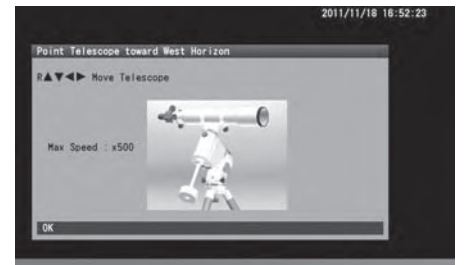 2011/11/18 16:52:23
Point Telescope toward West Horizon
R▲▼◀▶ Move Telescope
Max Speed : x500
OK